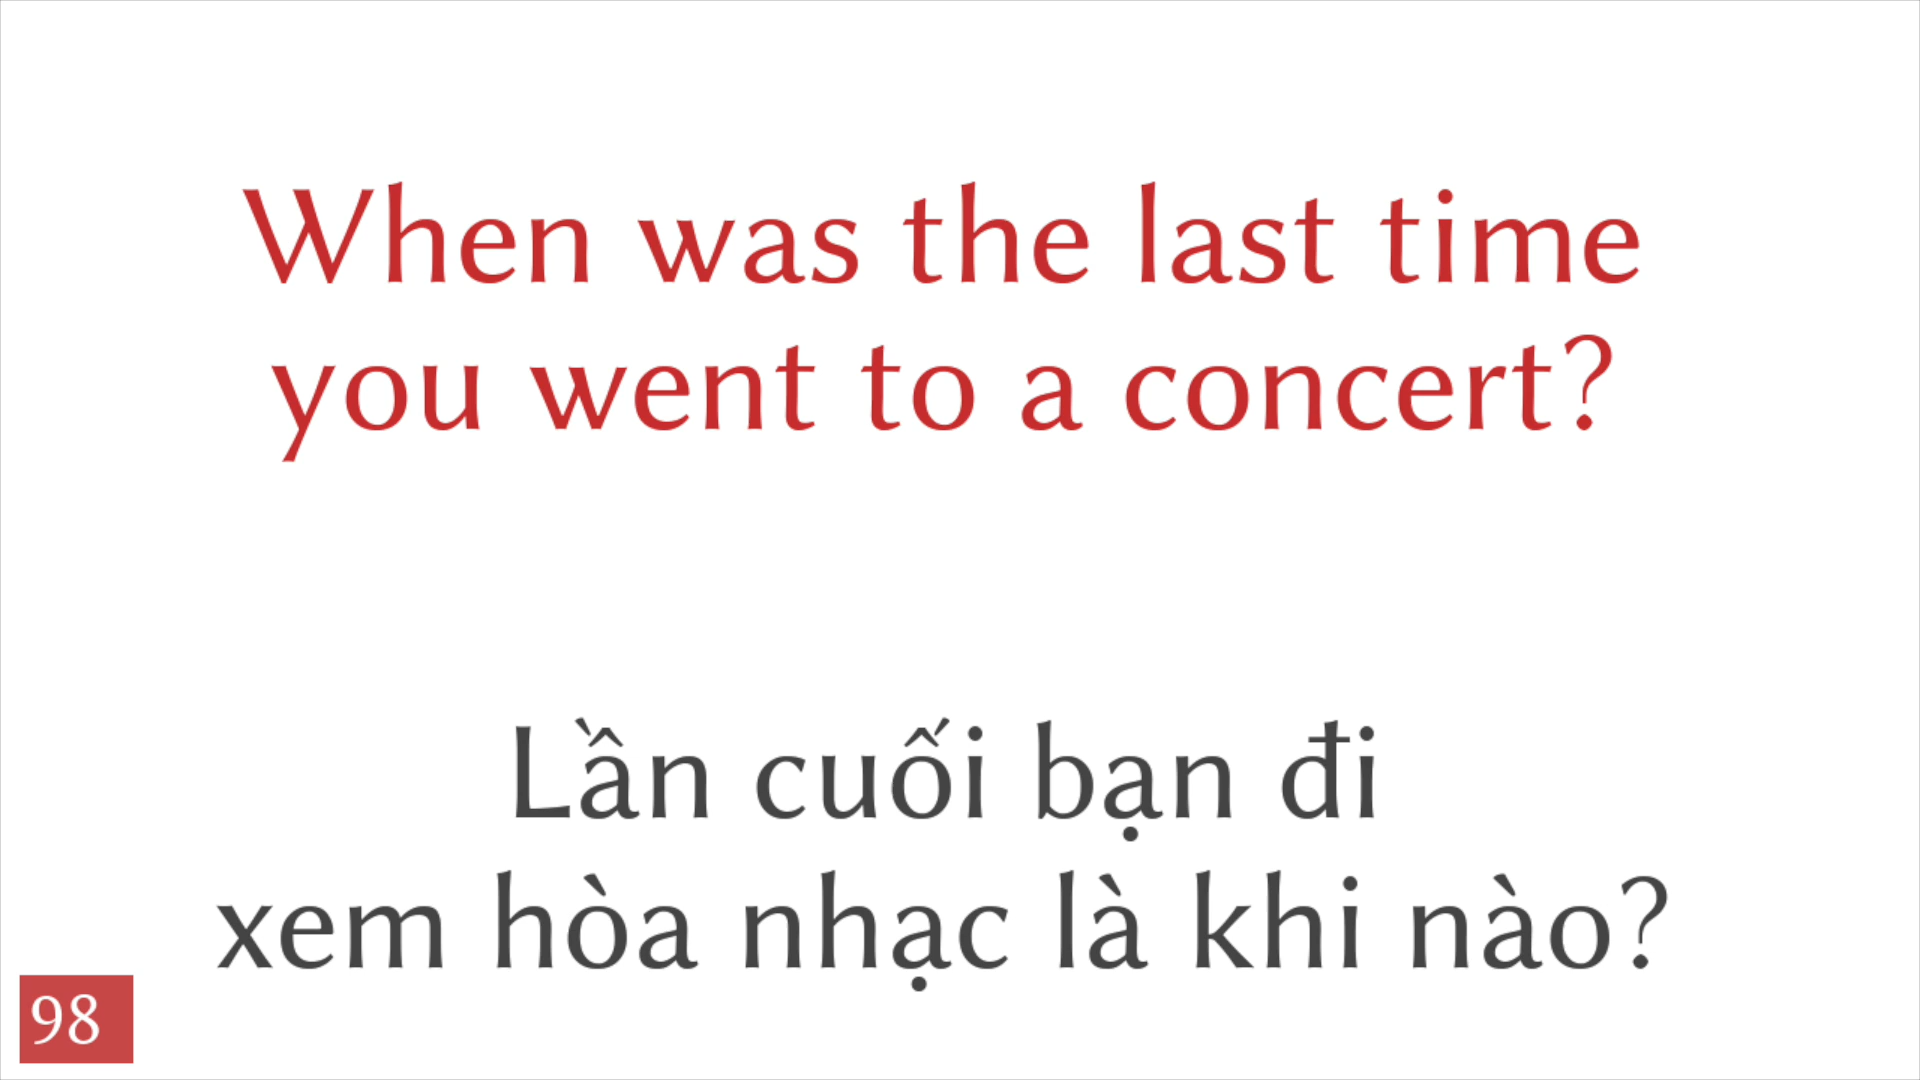 When was the last time
you went to a concert?
Lần cuối bạn đi
xem hòa nhạc là khi nào?
98